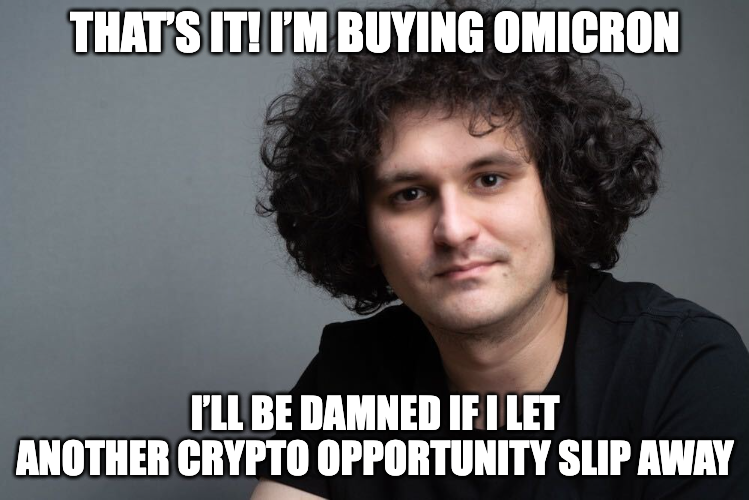 THAT'S IT! I'M BUYING OMICRON
I'LL BE DAMNED IF I LET
ANOTHER CRYPTO OPPORTUNITY SLIP AWAY